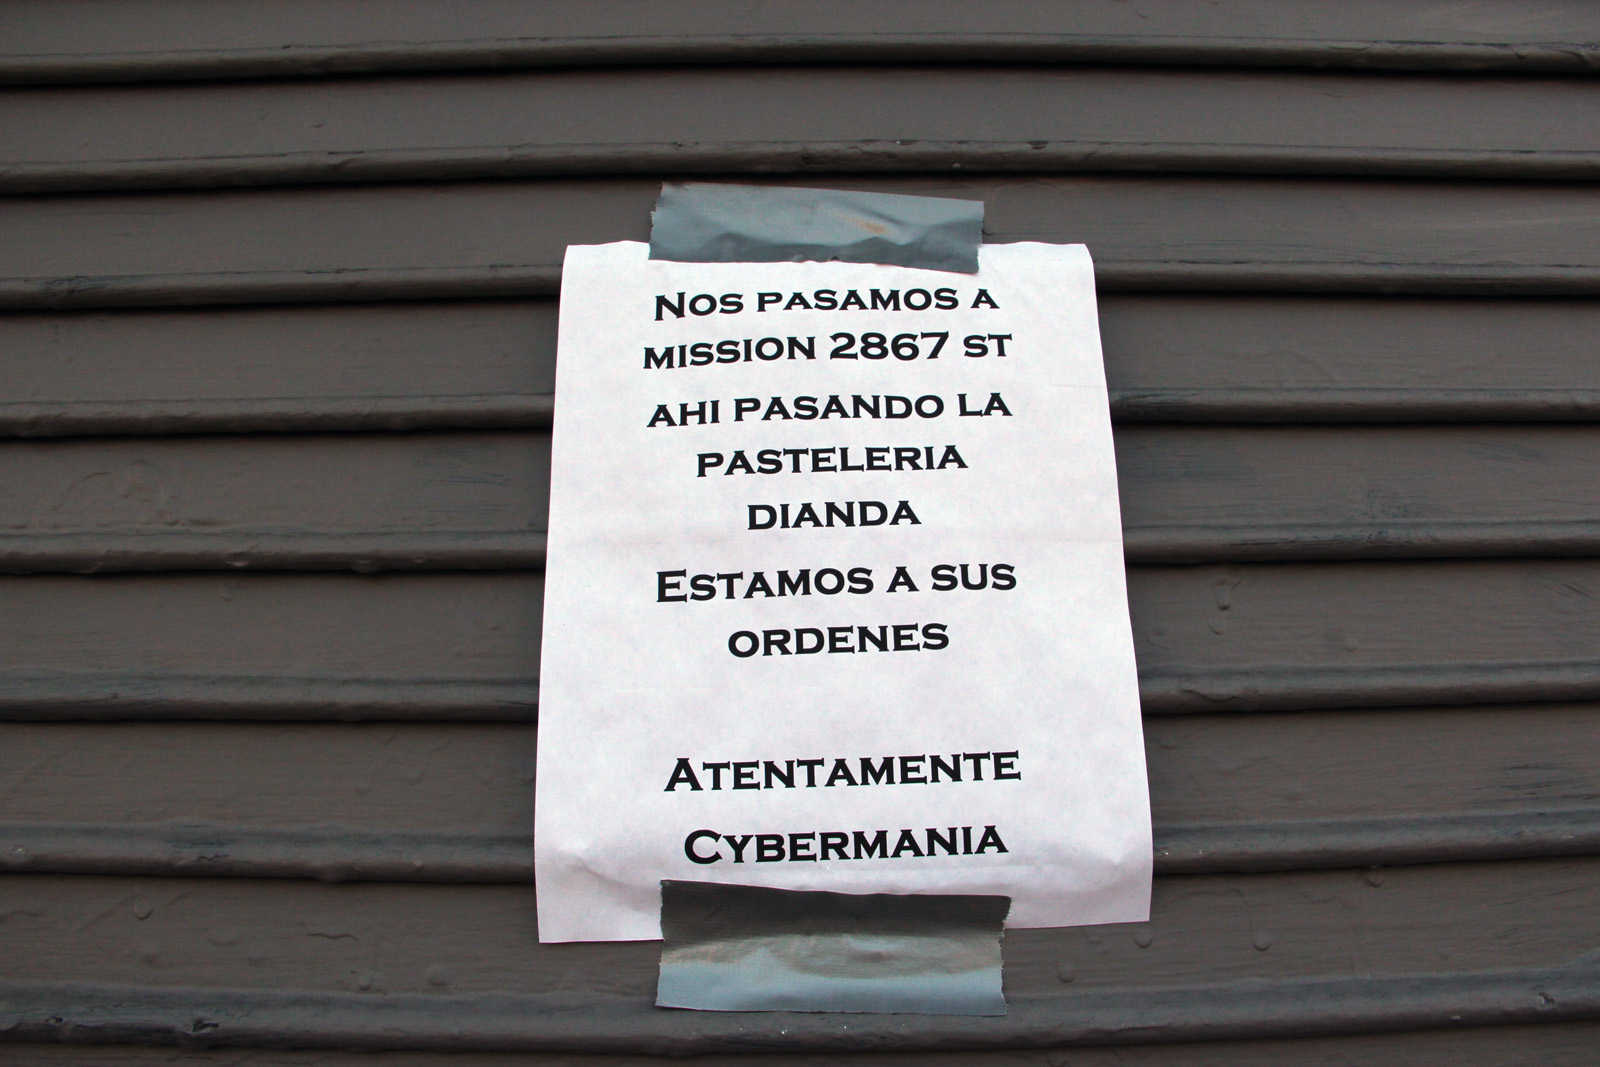 NOS PASAMOS A
MISSION 2867 ST
AHI PASANDO LA
PASTELERIA
DIANDA
ESTAMOS A SUS
ORDENES
ATENTAMENTE
CYBERMANIA